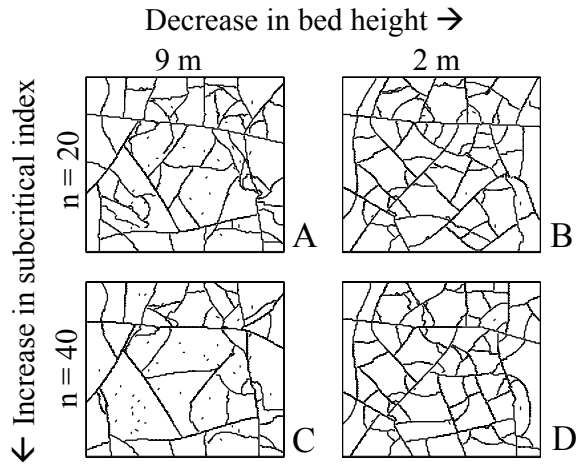 Decrease in bed height →
9 m 2 m
← Increase in subcritical index
n = 20
A B
n = 40
C D